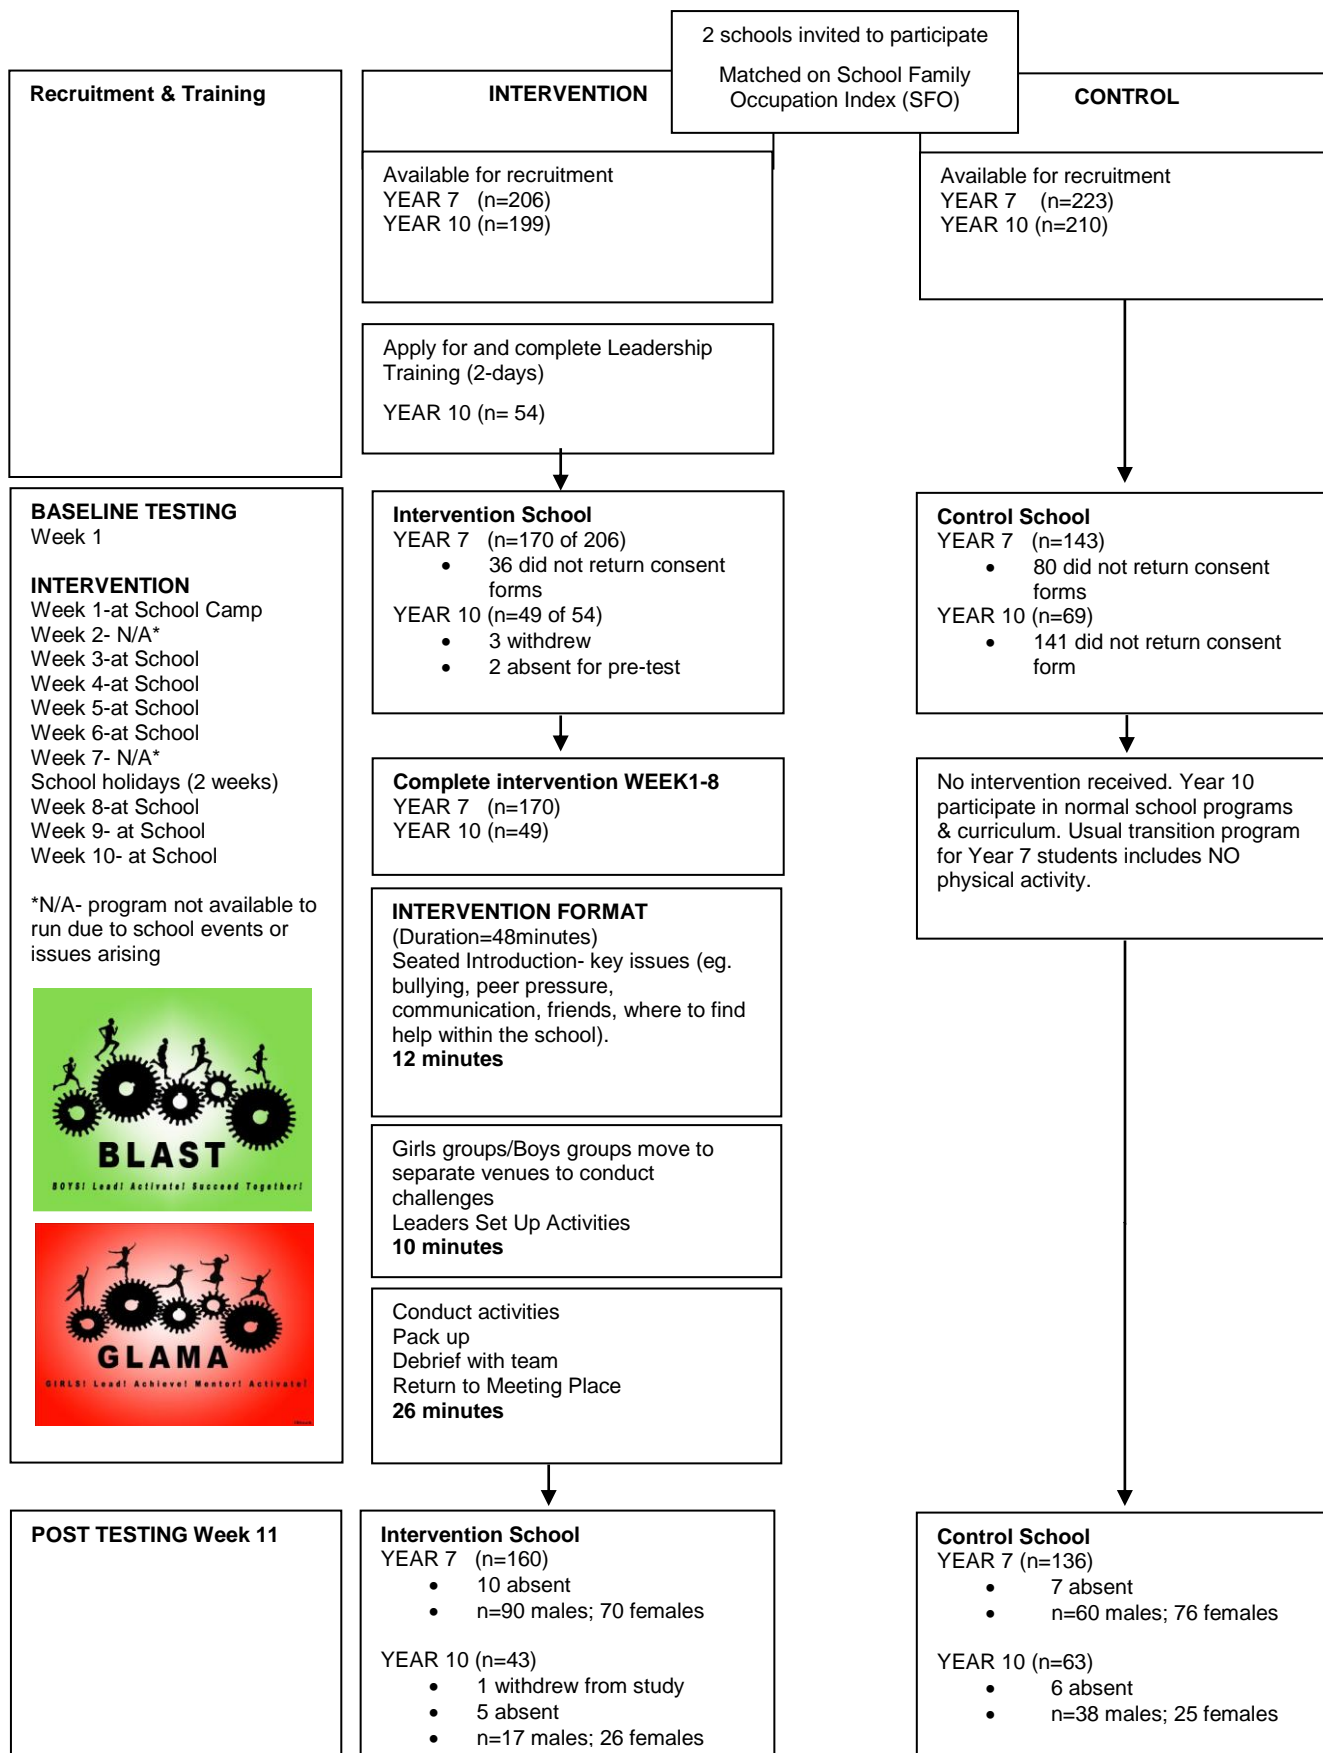 2 schools invited to participate
Matched on School Family
Occupation Index (SFO)
Recruitment & Training
INTERVENTION
CONTROL
Available for recruitment
YEAR 7 (n=206)
YEAR 10 (n=199)
Available for recruitment
YEAR 7 (n=223)
YEAR 10 (n=210)
Apply for and complete Leadership
Training (2-days)
YEAR 10 (n= 54)
BASELINE TESTING
Week 1
INTERVENTION
Week 1-at School Camp
Week 2- N/A*
Week 3-at School
Week 4-at School
Week 5-at School
Week 6-at School
Week 7- N/A*
School holidays (2 weeks)
Week 8-at School
Week 9- at School
Week 10- at School
*N/A- program not available to
run due to school events or
issues arising
BLAST
BOYS! Lead! Activate! Succeed Together!
GLAMA
GIRLS! Lead! Achieve! Mentor! Activate!
Intervention School
YEAR 7 (n=170 of 206)
• 36 did not return consent
forms
YEAR 10 (n=49 of 54)
• 3 withdrew
• 2 absent for pre-test
Control School
YEAR 7 (n=143)
• 80 did not return consent
forms
YEAR 10 (n=69)
• 141 did not return consent
form
Complete intervention WEEK1-8
YEAR 7 (n=170)
YEAR 10 (n=49)
No intervention received. Year 10
participate in normal school programs
& curriculum. Usual transition program
for Year 7 students includes NO
physical activity.
INTERVENTION FORMAT
(Duration=48minutes)
Seated Introduction- key issues (eg.
bullying, peer pressure,
communication, friends, where to find
help within the school).
12 minutes
Girls groups/Boys groups move to
separate venues to conduct
challenges
Leaders Set Up Activities
10 minutes
Conduct activities
Pack up
Debrief with team
Return to Meeting Place
26 minutes
POST TESTING Week 11
Intervention School
YEAR 7 (n=160)
• 10 absent
• n=90 males; 70 females
YEAR 10 (n=43)
• 1 withdrew from study
• 5 absent
• n=17 males; 26 females
Control School
YEAR 7 (n=136)
• 7 absent
• n=60 males; 76 females
YEAR 10 (n=63)
• 6 absent
• n=38 males; 25 females